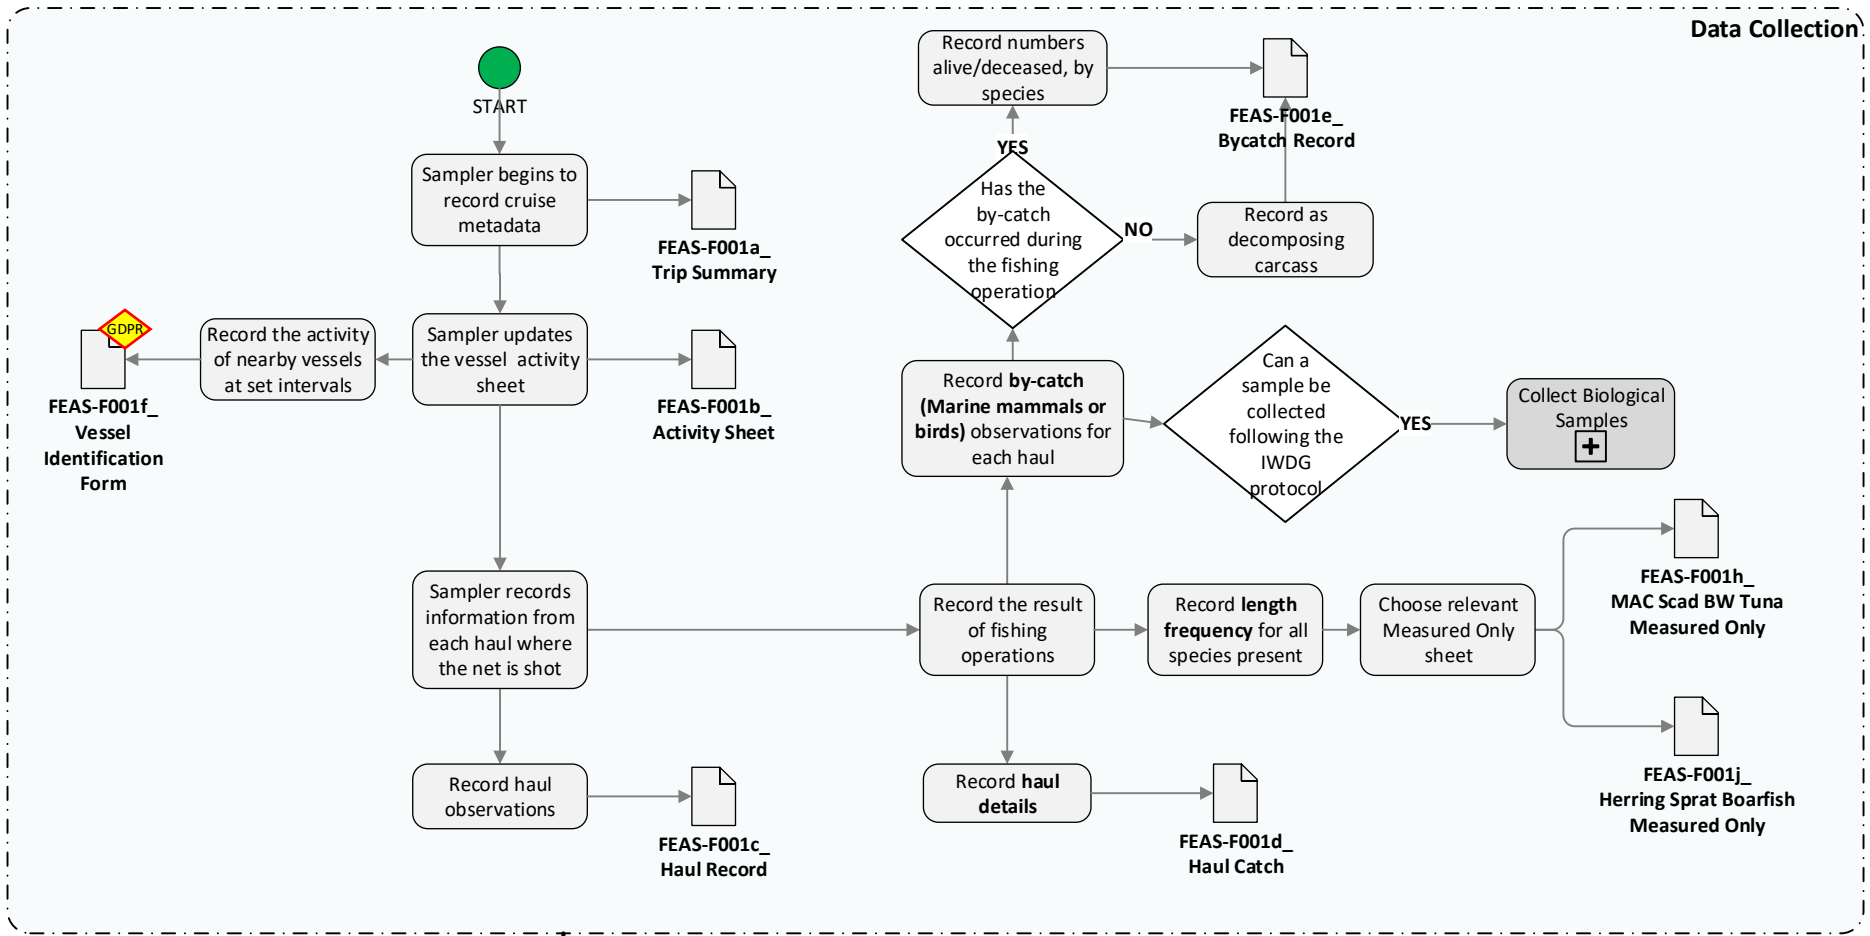 Data Collection
START
Sampler begins to
record cruise
metadata
FEAS-F001a_
Trip Summary
Sampler updates
the vessel  activity
sheet
FEAS-F001b_
Activity Sheet
Record the activity
of nearby vessels
at set intervals
GDPR
FEAS-F001f_
Vessel
Identification
Form
Sampler records
information from
each haul where
the net is shot
Record haul
observations
FEAS-F001c_
Haul Record
Record the result
of fishing
operations
Record haul
details
FEAS-F001d_
Haul Catch
Record length
frequency for all
species present
Choose relevant
Measured Only
sheet
FEAS-F001h_
MAC Scad BW Tuna
Measured Only
FEAS-F001j_
Herring Sprat Boarfish
Measured Only
Record by-catch
(Marine mammals or
birds) observations for
each haul
Can a
sample be
collected
following the
IWDG
protocol
YES
Collect Biological
Samples
Has the
by-catch
occurred during
the fishing
operation
YES
Record numbers
alive/deceased, by
species
NO
Record as
decomposing
carcass
FEAS-F001e_
Bycatch Record